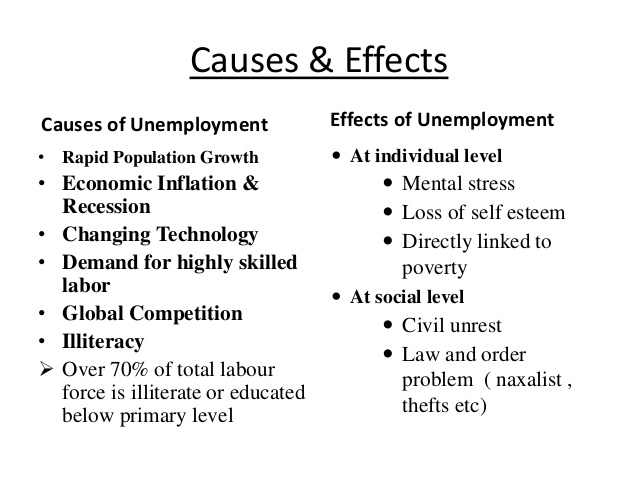 Causes & Effects
Causes of Unemployment
• Rapid Population Growth
• Economic Inflation &
Recession
• Changing Technology
• Demand for highly skilled
labor
• Global Competition
• Illiteracy
➢ Over 70% of total labour
force is illiterate or educated
below primary level
Effects of Unemployment
• At individual level
• Mental stress
• Loss of self esteem
• Directly linked to
poverty
• At social level
• Civil unrest
• Law and order
problem ( naxalist ,
thefts etc)